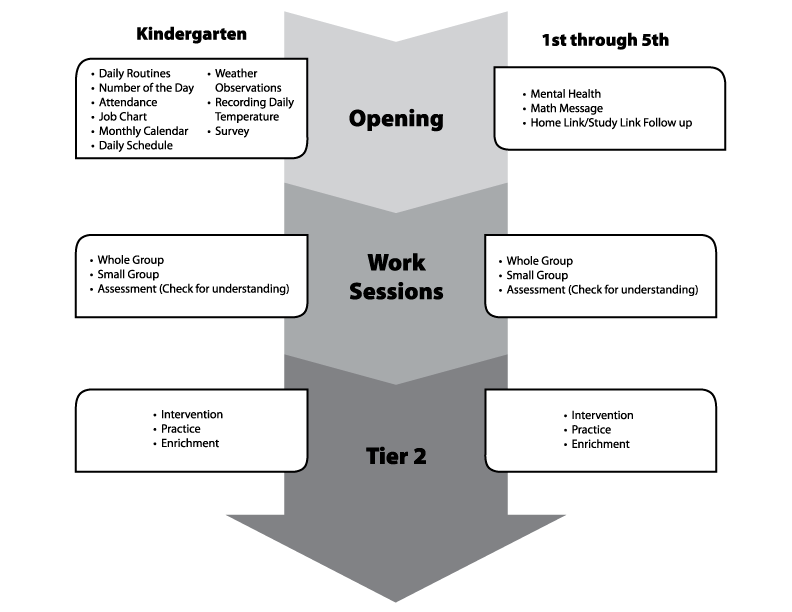 Kindergarten
1st through 5th
• Daily Routines
• Number of the Day
• Attendance
• Job Chart
• Monthly Calendar
• Daily Schedule
• Weather
Observations
• Recording Daily
Temperature
• Survey
Opening
• Mental Health
• Math Message
• Home Link/Study Link Follow up
• Whole Group
• Small Group
• Assessment (Check for understanding)
Work
Sessions
• Whole Group
• Small Group
• Assessment (Check for understanding)
• Intervention
• Practice
• Enrichment
Tier 2
• Intervention
• Practice
• Enrichment